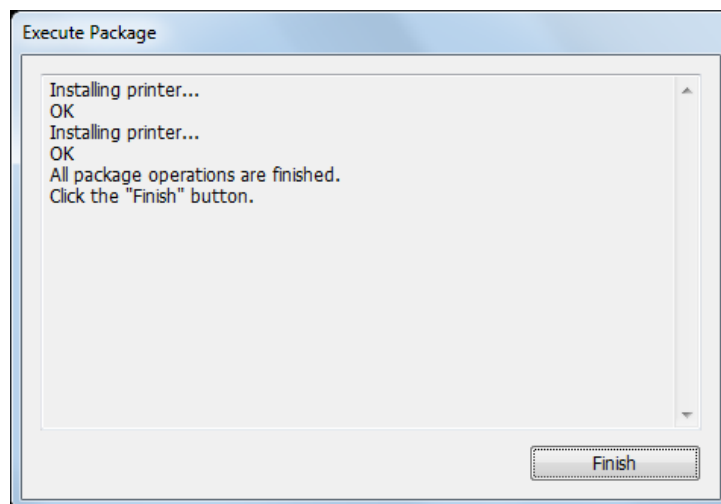 Execute Package
Installing printer...
OK
Installing printer...
OK
All package operations are finished.
Click the "Finish" button.
Finish